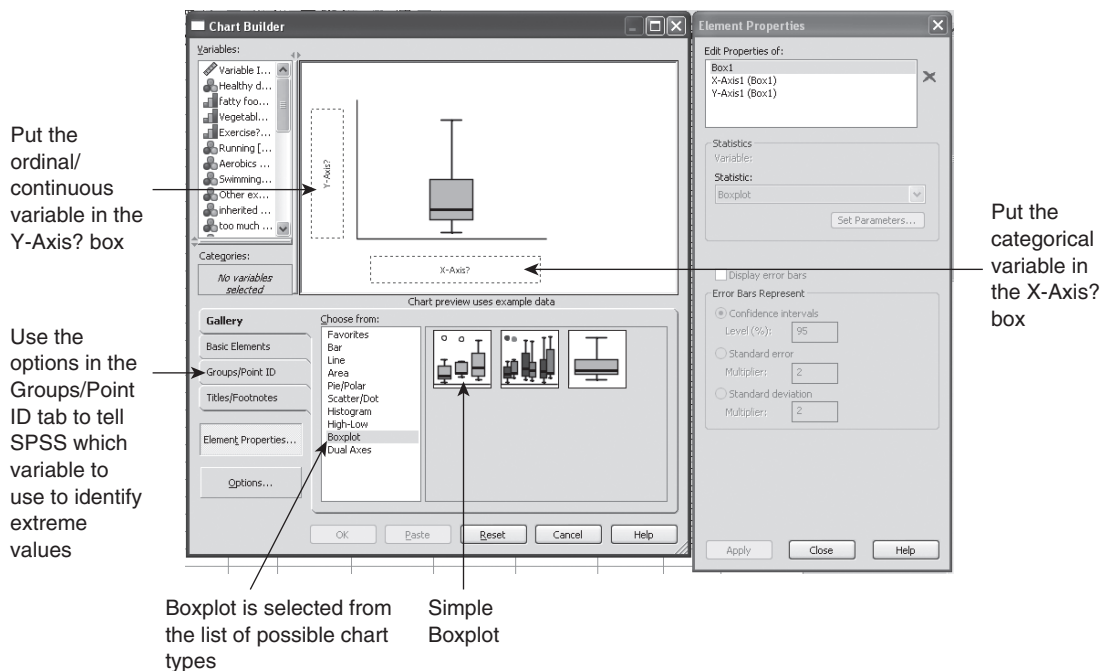 Chart Builder
Variables:
Variable I...
Healthy d...
fatty foo...
Vegetabl...
Exercise?...
Running [...
Aerobics ...
Swimming...
Other ex...
inherited ...
too much ...
Categories:
No variables
selected
Y-Axis?
X-Axis?
Chart preview uses example data
Gallery
Basic Elements
Groups/Point ID
Titles/Footnotes
Element Properties...
Options...
Choose from:
Favorites
Bar
Line
Area
Pie/Polar
Scatter/Dot
Histogram
High-Low
Boxplot
Dual Axes
OK
Paste
Reset
Cancel
Help
Element Properties
Edit Properties of:
Box1
X-Axis1 (Box1)
Y-Axis1 (Box1)
Statistics
Variable:
Statistic:
Boxplot
Set Parameters...
Display error bars
Error Bars Represent
Confidence intervals
Level (%): 95
Standard error
Multiplier: 2
Standard deviation
Multiplier: 2
Apply
Close
Help
Put the
ordinal/
continuous
variable in the
Y-Axis? box
Use the
options in the
Groups/Point
ID tab to tell
SPSS which
variable to
use to identify
extreme
values
Put the
categorical
variable in
the X-Axis?
box
Boxplot is selected from
the list of possible chart
types
Simple
Boxplot